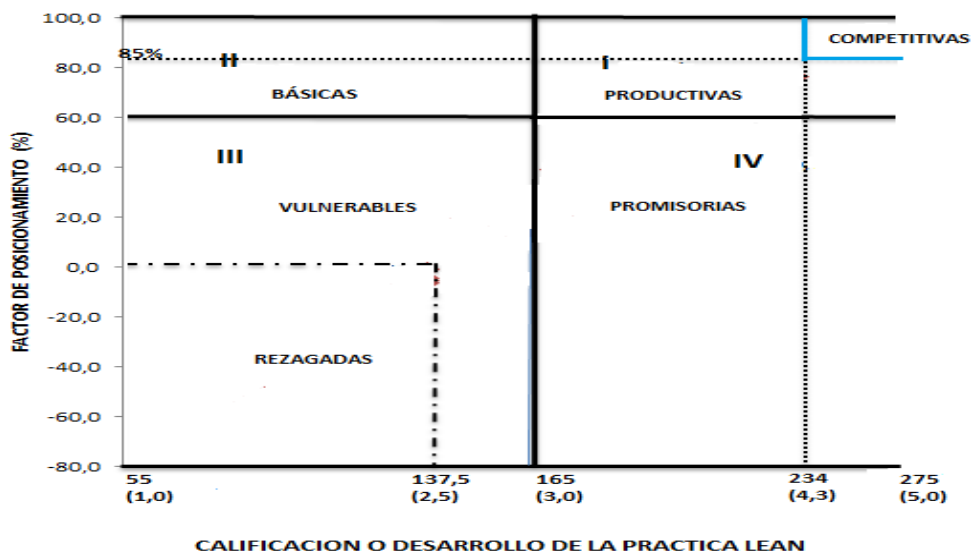 100,0
COMPETITIVAS
85%
II
I
80,0
BÁSICAS
PRODUCTIVAS
60,0
III
IV
40,0
VULNERABLES
PROMISORIAS
20,0
0,0
-20,0
REZAGADAS
-40,0
-60,0
-80,0
FACTOR DE POSICIONAMIENTO (%)
55 137,5 165 234 275
(1,0) (2,5) (3,0) (4,3) (5,0)
CALIFICACION O DESARROLLO DE LA PRACTICA LEAN